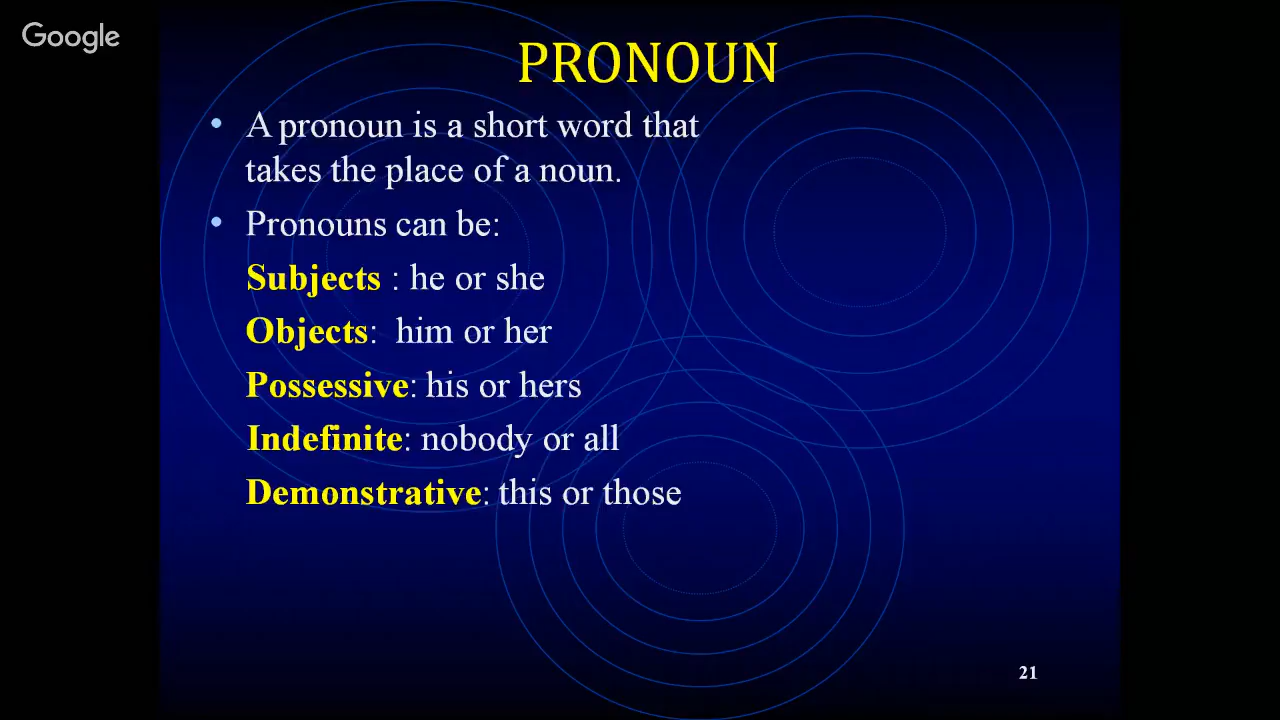 Google
PRONOUN
• A pronoun is a short word that
takes the place of a noun.
• Pronouns can be:
Subjects : he or she
Objects: him or her
Possessive: his or hers
Indefinite: nobody or all
Demonstrative: this or those
21